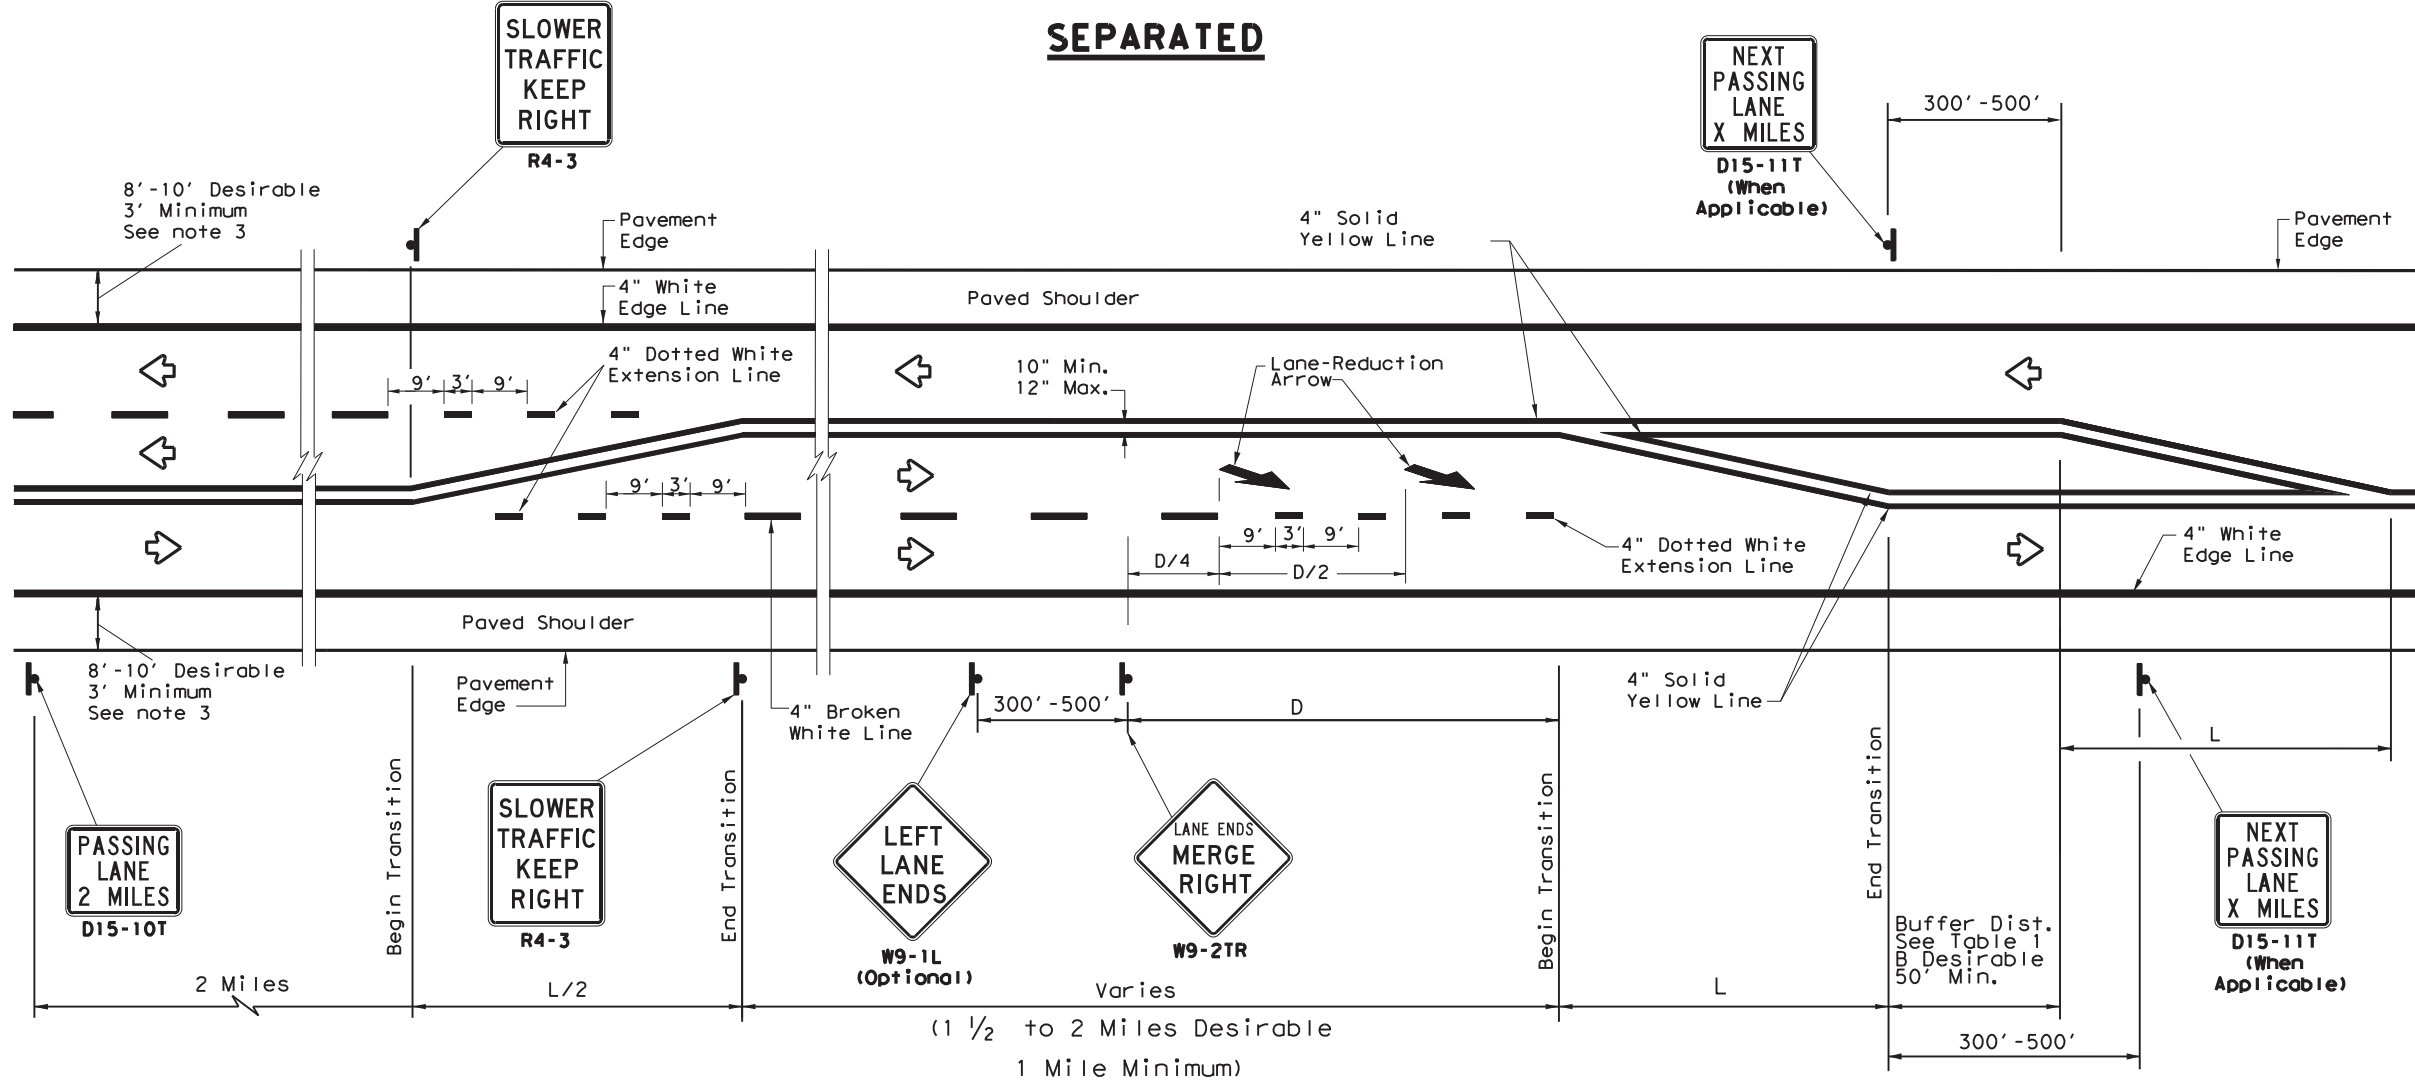 SEPARATED
SLOWER
TRAFFIC
KEEP
RIGHT
R4-3
NEXT
PASSING
LANE
X MILES
D15-11T
(When
Applicable)
300'-500'
8'-10' Desirable
3' Minimum
See note 3
Pavement
Edge
4" Solid
Yellow Line
Pavement
Edge
4" White
Edge Line
Paved Shoulder
4" Dotted White
Extension Line
9'
3'
9'
10" Min.
12" Max.
Lane-Reduction
Arrow
9'
3'
9'
9'
3'
9'
D/4
D/2
4" Dotted White
Extension Line
4" White
Edge Line
Paved Shoulder
8'-10' Desirable
3' Minimum
See note 3
Pavement
Edge
4" Broken
White Line
300'-500'
D
4" Solid
Yellow Line
L
PASSING
LANE
2 MILES
D15-10T
Begin Transition
SLOWER
TRAFFIC
KEEP
RIGHT
R4-3
End Transition
LEFT
LANE
ENDS
W9-1L
(Optional)
LANE ENDS
MERGE
RIGHT
W9-2TR
Begin Transition
End Transition
Buffer Dist.
See Table 1
B Desirable
50' Min.
NEXT
PASSING
LANE
X MILES
D15-11T
(When
Applicable)
2 Miles
L/2
Varies
(1 1/2 to 2 Miles Desirable
1 Mile Minimum)
L
300'-500'